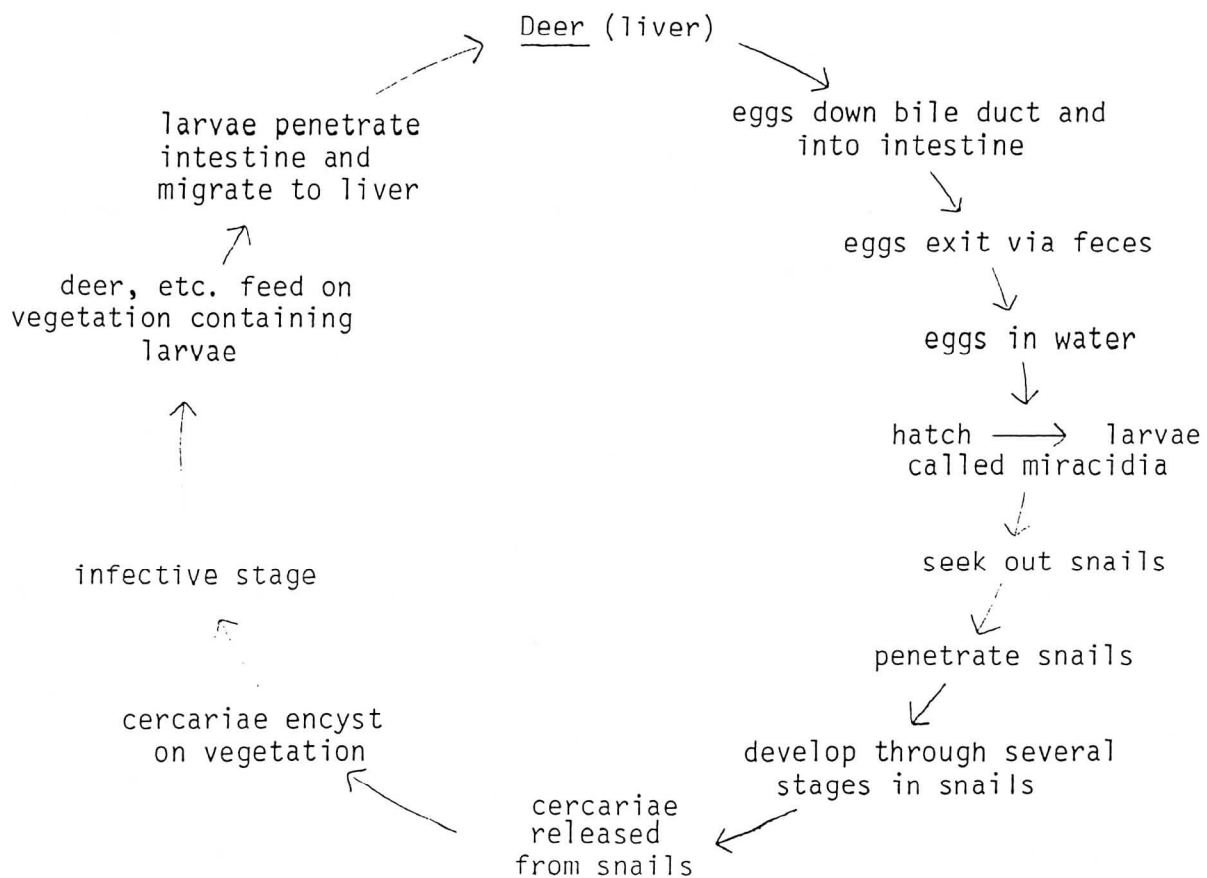 Deer (liver)
eggs down bile duct and
into intestine
eggs exit via feces
eggs in water
hatch → larvae
called miracidia
seek out snails
penetrate snails
develop through several
stages in snails
cercariae
released
from snails
cercariae encyst
on vegetation
infective stage
deer, etc. feed on
vegetation containing
larvae
larvae penetrate
intestine and
migrate to liver